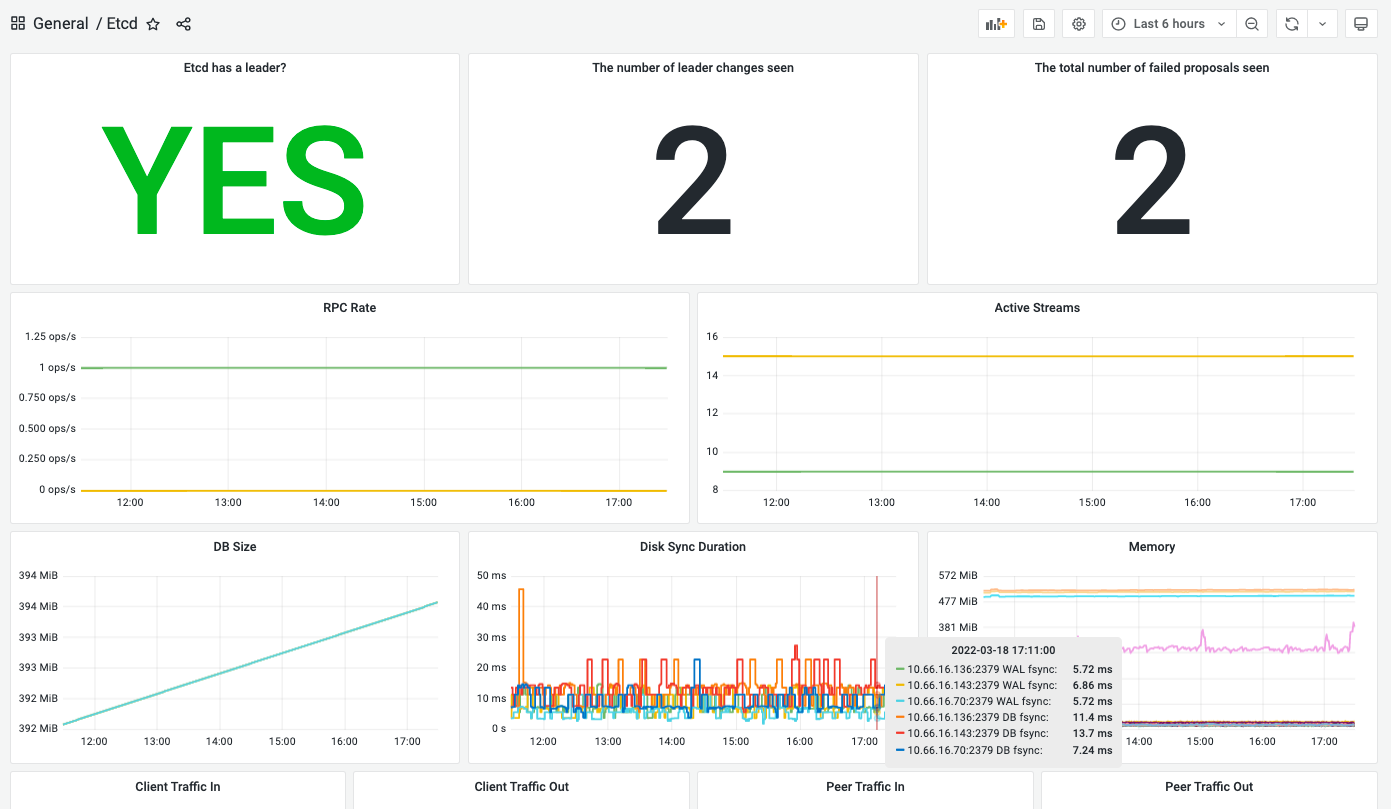 General / Etcd
Last 6 hours
Etcd has a leader?
YES
The number of leader changes seen
2
The total number of failed proposals seen
2
RPC Rate
1.25 ops/s
1 ops/s
0.750 ops/s
0.500 ops/s
0.250 ops/s
0 ops/s
12:00 13:00 14:00 15:00 16:00 17:00
Active Streams
16
14
12
10
8
12:00 13:00 14:00 15:00 16:00 17:00
DB Size
394 MiB
394 MiB
393 MiB
393 MiB
392 MiB
392 MiB
12:00 13:00 14:00 15:00 16:00 17:00
Disk Sync Duration
50 ms
40 ms
30 ms
20 ms
10 ms
0 s
12:00 13:00 14:00 15:00 16:00 17:00
2022-03-18 17:11:00
10.66.16.136:2379 WAL fsync: 5.72 ms
10.66.16.143:2379 WAL fsync: 6.86 ms
10.66.16.70:2379 WAL fsync: 5.72 ms
10.66.16.136:2379 DB fsync: 11.4 ms
10.66.16.143:2379 DB fsync: 13.7 ms
10.66.16.70:2379 DB fsync: 7.24 ms
Memory
572 MiB
477 MiB
381 MiB
14:00 15:00 16:00 17:00
Client Traffic In
Client Traffic Out
Peer Traffic In
Peer Traffic Out